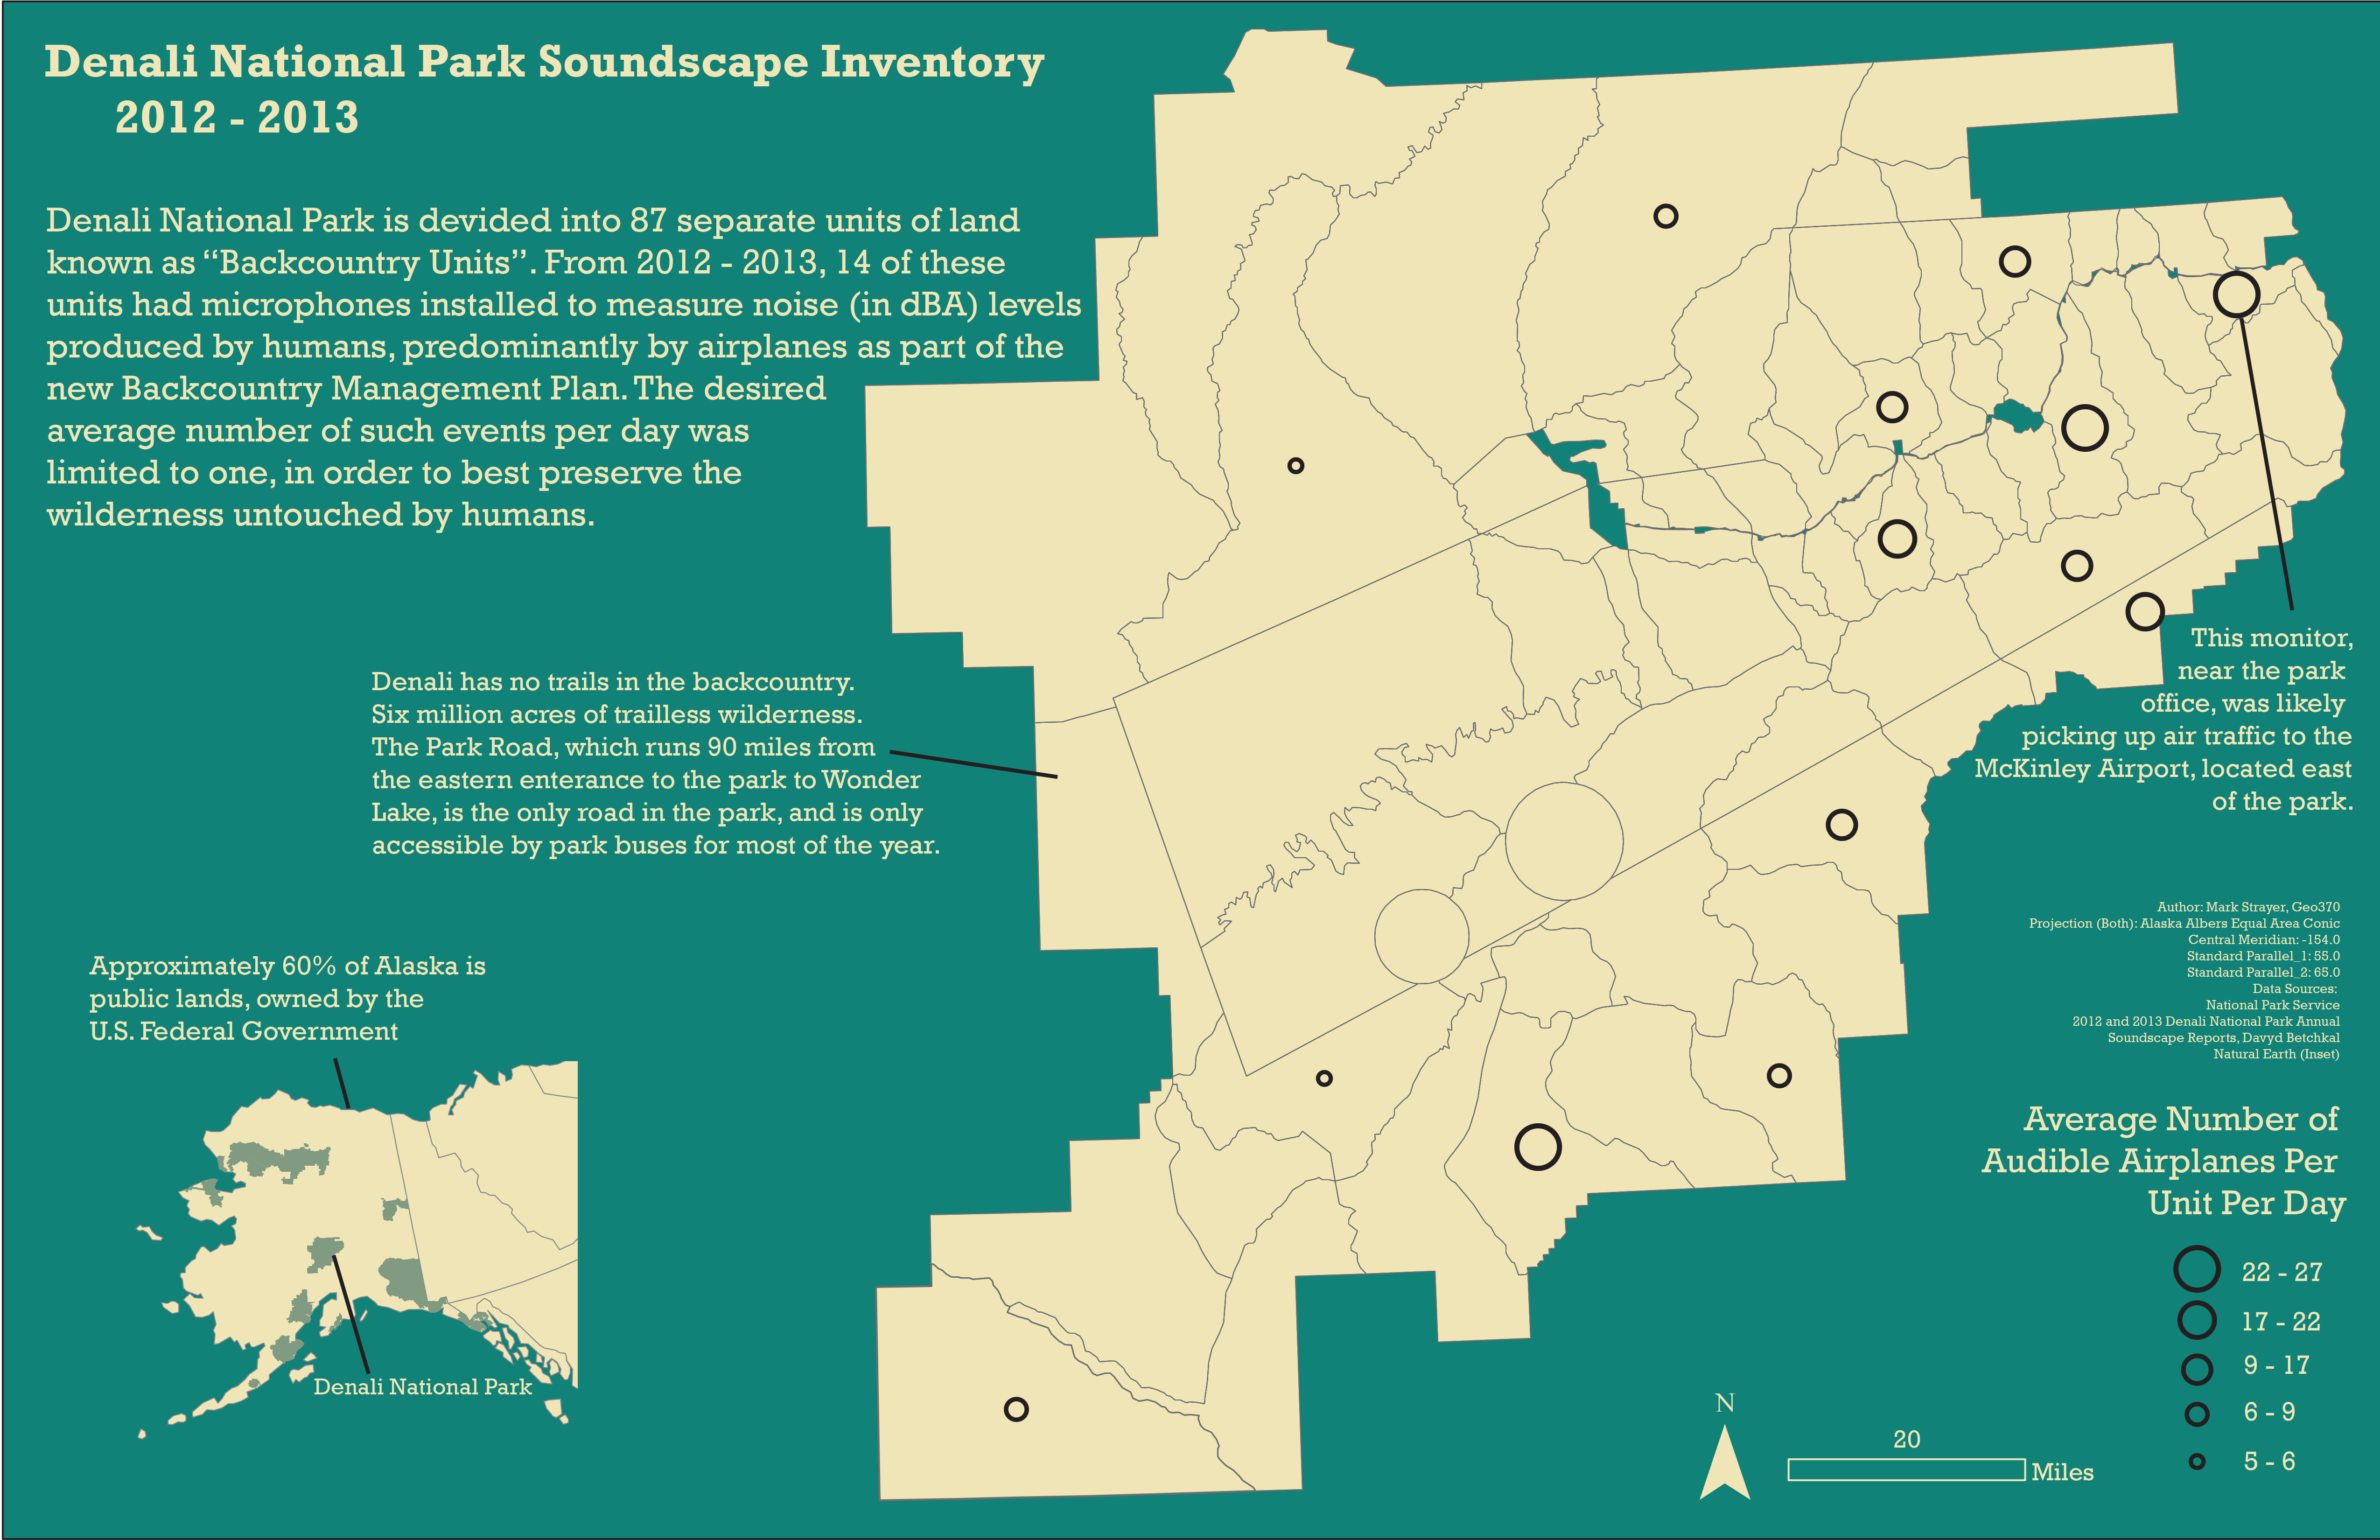 Denali National Park Soundscape Inventory
2012 - 2013
Denali National Park is devided into 87 separate units of land
known as “Backcountry Units”. From 2012 - 2013, 14 of these
units had microphones installed to measure noise (in dBA) levels
produced by humans, predominantly by airplanes as part of the
new Backcountry Management Plan. The desired
average number of such events per day was
limited to one, in order to best preserve the
wilderness untouched by humans.
Denali has no trails in the backcountry.
Six million acres of trailless wilderness.
The Park Road, which runs 90 miles from
the eastern enterance to the park to Wonder
Lake, is the only road in the park, and is only
accessible by park buses for most of the year.
This monitor,
near the park
office, was likely
picking up air traffic to the
McKinley Airport, located east
of the park.
Approximately 60% of Alaska is
public lands, owned by the
U.S. Federal Government
Denali National Park
Author: Mark Strayer, Geo370
Projection (Both): Alaska Albers Equal Area Conic
Central Meridian: -154.0
Standard Parallel_1: 55.0
Standard Parallel_2: 65.0
Data Sources:
National Park Service
2012 and 2013 Denali National Park Annual
Soundscape Reports, Davyd Betchkal
Natural Earth (Inset)
Average Number of
Audible Airplanes Per
Unit Per Day
22 - 27
17 - 22
9 - 17
6 - 9
5 - 6
N
20
Miles